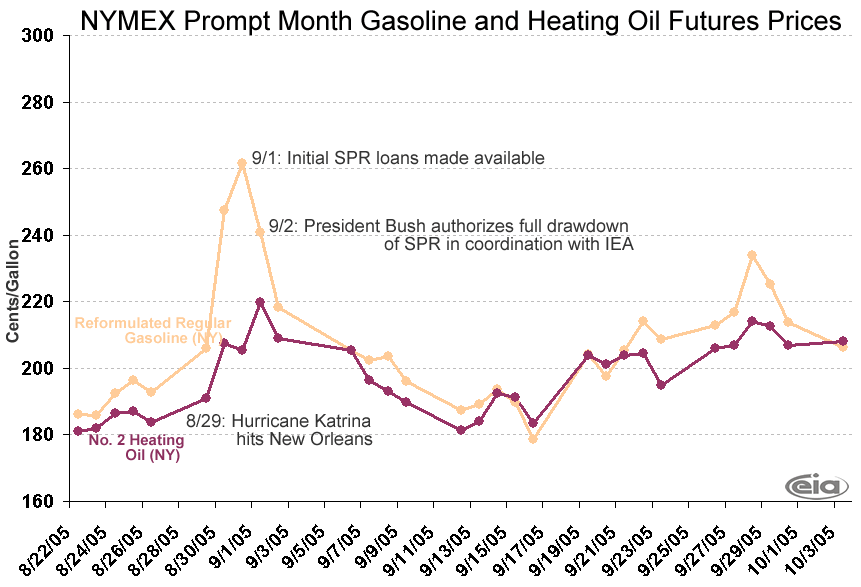 NYMEX Prompt Month Gasoline and Heating Oil Futures Prices
300
280
260
240
220
200
180
160
Cents/Gallon
9/1: Initial SPR loans made available
9/2: President Bush authorizes full drawdown
of SPR in coordination with IEA
Reformulated Regular
Gasoline (NY)
8/29: Hurricane Katrina
hits New Orleans
No. 2 Heating
Oil (NY)
eia
8/22/05
8/24/05
8/26/05
8/28/05
8/30/05
9/1/05
9/3/05
9/5/05
9/7/05
9/9/05
9/11/05
9/13/05
9/15/05
9/17/05
9/19/05
9/21/05
9/23/05
9/25/05
9/27/05
9/29/05
10/1/05
10/3/05